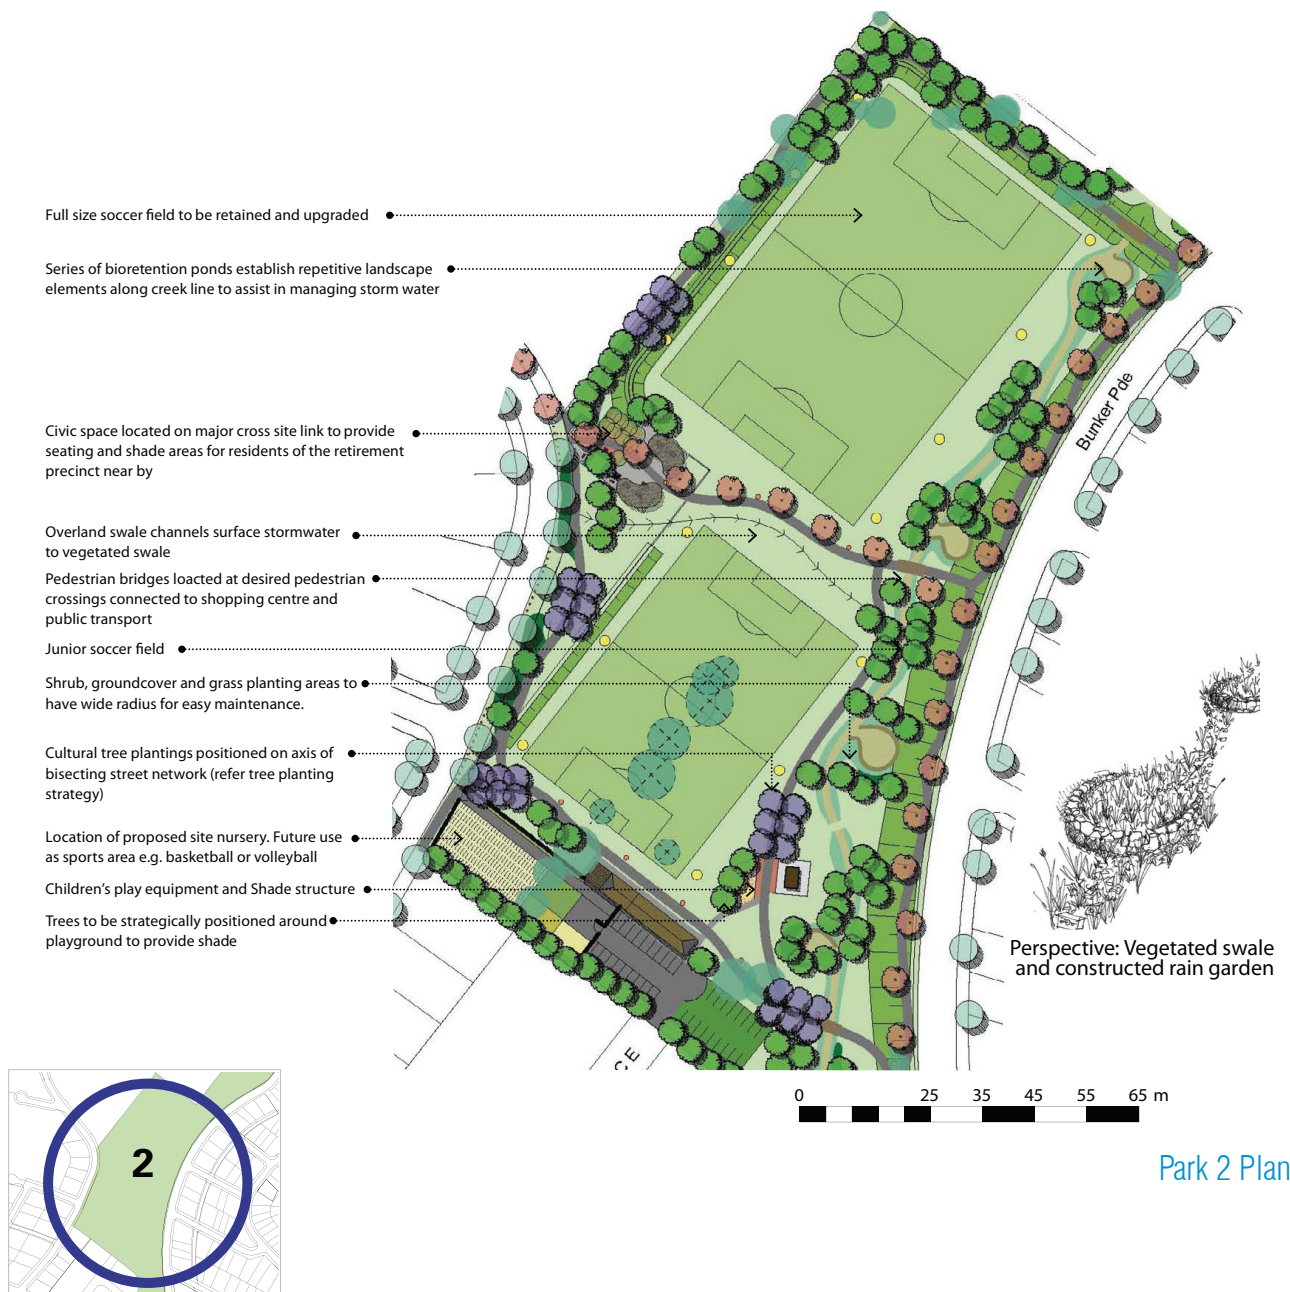 Full size soccer field to be retained and upgraded
Series of bioretention ponds establish repetitive landscape
elements along creek line to assist in managing storm water
Civic space located on major cross site link to provide
seating and shade areas for residents of the retirement
precinct near by
Overland swale channels surface stormwater
to vegetated swale
Pedestrian bridges loacted at desired pedestrian
crossings connected to shopping centre and
public transport
Junior soccer field
Shrub, groundcover and grass planting areas to
have wide radius for easy maintenance.
Cultural tree plantings positioned on axis of
bisecting street network (refer tree planting
strategy)
Location of proposed site nursery. Future use
as sports area e.g. basketball or volleyball
Children's play equipment and Shade structure
Trees to be strategically positioned around
playground to provide shade
Bunker Pde
CE
Perspective: Vegetated swale
and constructed rain garden
0 25 35 45 55 65 m
Park 2 Plan
2